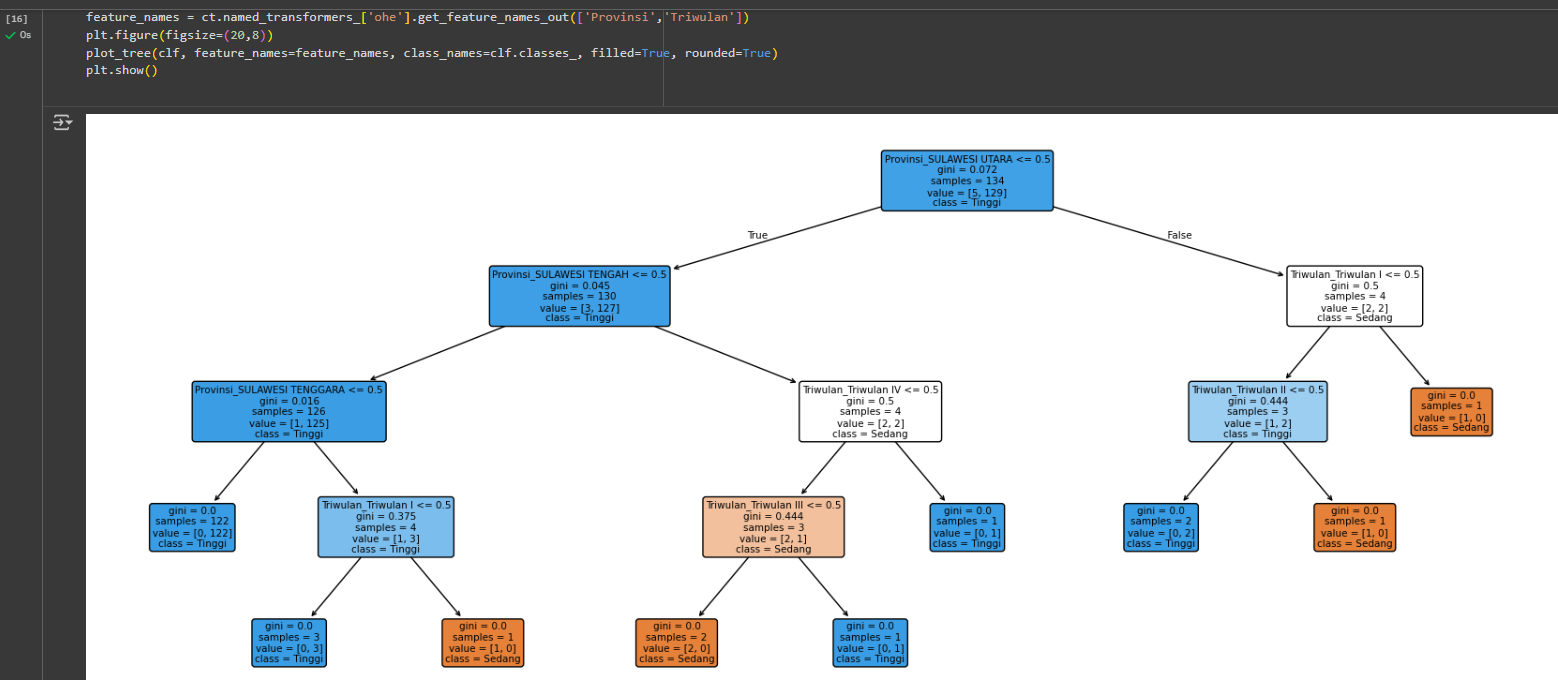 [16]
0s
feature_names = ct.named_transformers_['ohe'].get_feature_names_out(['Provinsi','Triwulan'])
plt.figure(figsize=(20,8))
plot_tree(clf, feature_names=feature_names, class_names=clf.classes_, filled=True, rounded=True)
plt.show()
Provinsi_SULAWESI UTARA <= 0.5
gini = 0.072
samples = 134
value = [5, 129]
class = Tinggi
True
False
Provinsi_SULAWESI TENGAH <= 0.5
gini = 0.045
samples = 130
value = [3, 127]
class = Tinggi
Triwulan_Triwulan I <= 0.5
gini = 0.5
samples = 4
value = [2, 2]
class = Sedang
Provinsi_SULAWESI TENGGARA <= 0.5
gini = 0.016
samples = 126
value = [1, 125]
class = Tinggi
Triwulan_Triwulan IV <= 0.5
gini = 0.5
samples = 4
value = [2, 2]
class = Sedang
Triwulan_Triwulan II <= 0.5
gini = 0.444
samples = 3
value = [1, 2]
class = Tinggi
gini = 0.0
samples = 1
value = [1, 0]
class = Sedang
gini = 0.0
samples = 122
value = [0, 122]
class = Tinggi
Triwulan_Triwulan I <= 0.5
gini = 0.375
samples = 4
value = [1, 3]
class = Tinggi
Triwulan_Triwulan III <= 0.5
gini = 0.444
samples = 3
value = [2, 1]
class = Sedang
gini = 0.0
samples = 1
value = [0, 1]
class = Tinggi
gini = 0.0
samples = 2
value = [0, 2]
class = Tinggi
gini = 0.0
samples = 1
value = [1, 0]
class = Sedang
gini = 0.0
samples = 3
value = [0, 3]
class = Tinggi
gini = 0.0
samples = 1
value = [1, 0]
class = Sedang
gini = 0.0
samples = 2
value = [2, 0]
class = Sedang
gini = 0.0
samples = 1
value = [0, 1]
class = Tinggi